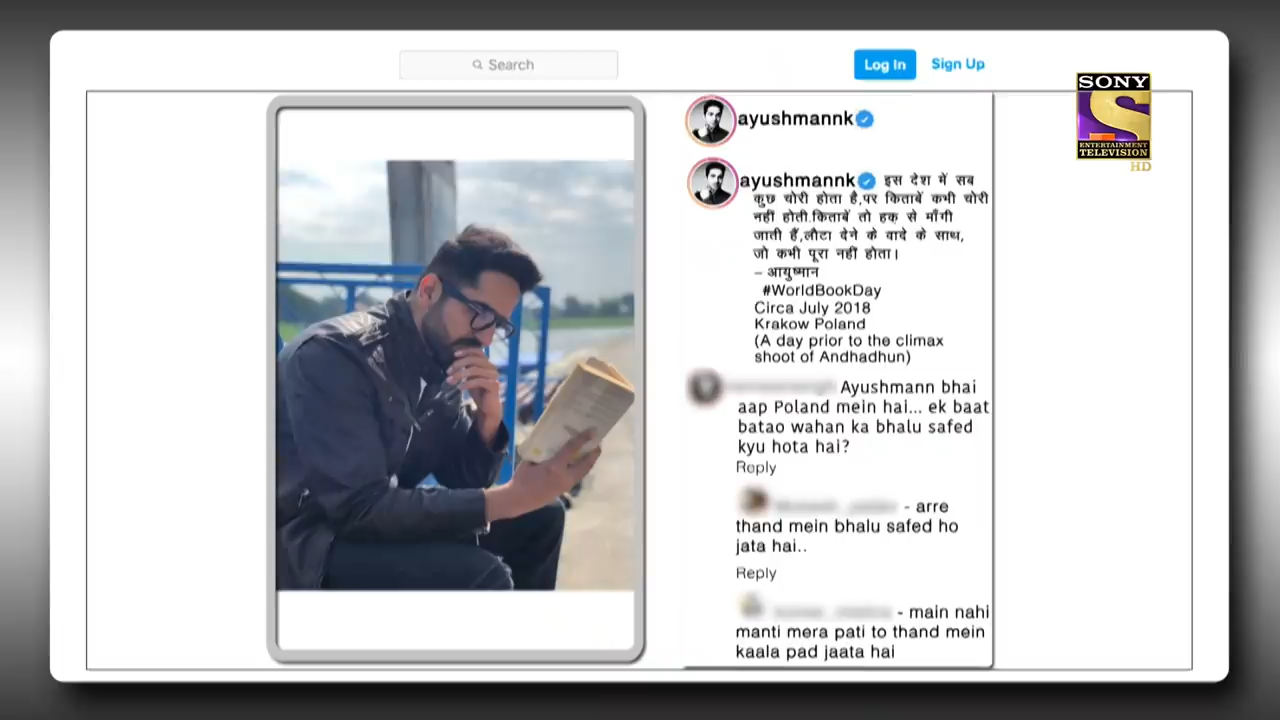 Search
Log In
Sign Up
SONY
ENTERTAINMENT
TELEVISION
HD
ayushmannk
ayushmannk इस देश में सब
कुछ चोरी होता है,पर किताबें कभी चोरी
नहीं होती.किताबें तो हक़ से माँगी
जाती हैं,लौटा देने के वादे के साथ,
जो कभी पूरा नहीं होता।
– आयुष्मान
#WorldBookDay
Circa July 2018
Krakow Poland
(A day prior to the climax
shoot of Andhadhun)
Ayushmann bhai
aap Poland mein hai... ek baat
batao wahan ka bhalu safed
kyu hota hai?
Reply
- arre
thand mein bhalu safed ho
jata hai..
Reply
- main nahi
manti mera pati to thand mein
kaala pad jaata hai